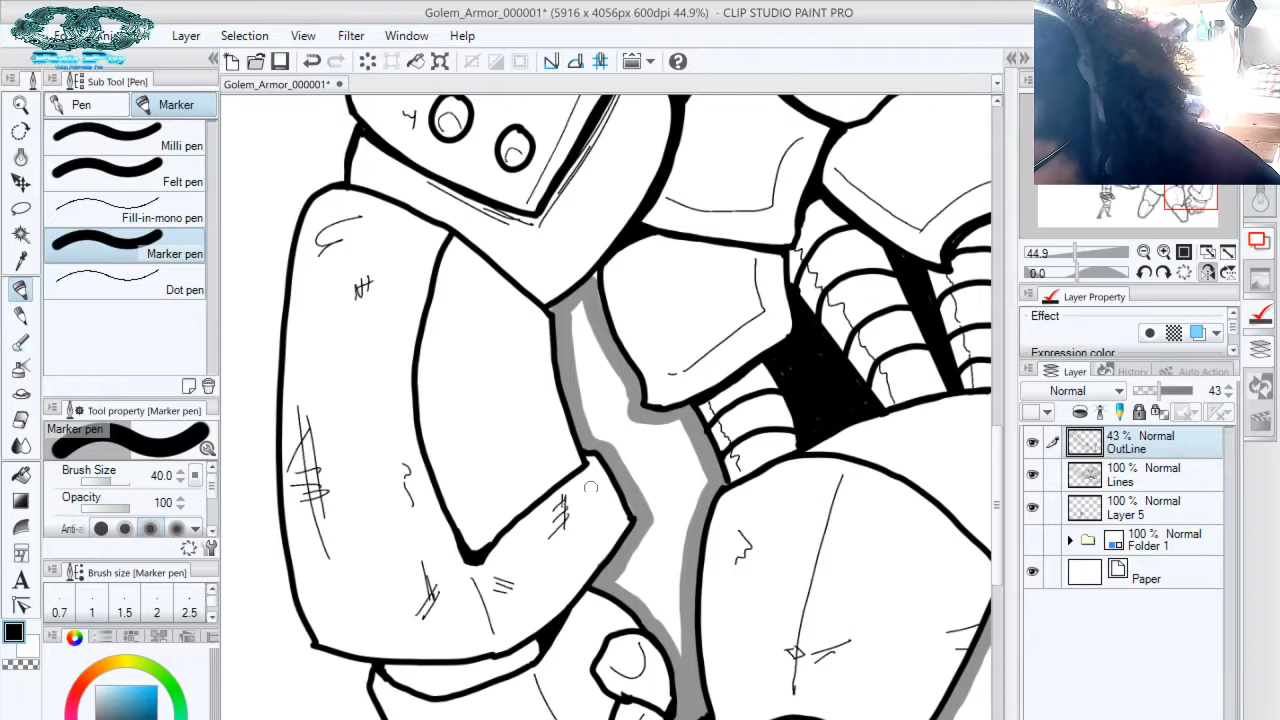 Golem_Armor_000001* (5916 x 4056px 600dpi 44.9%) - CLIP STUDIO PAINT PRO
Layer Selection View Filter Window Help
Sub Tool [Pen]
Golem_Armor_000001*
Pen Marker
Milli pen
Felt pen
Fill-in-mono pen
Marker pen
Dot pen
Tool property [Marker pen]
Marker pen
Brush Size 40.0
Opacity 100
Anti-al
Brush size [Marker pen]
0.7 1 1.5 2 2.5
44.9
0.0
Layer Property
Effect
Expression color
Layer History Auto Action
Normal 43
43 % Normal
OutLine
100 % Normal
Lines
100 % Normal
Layer 5
100 % Normal
Folder 1
Paper